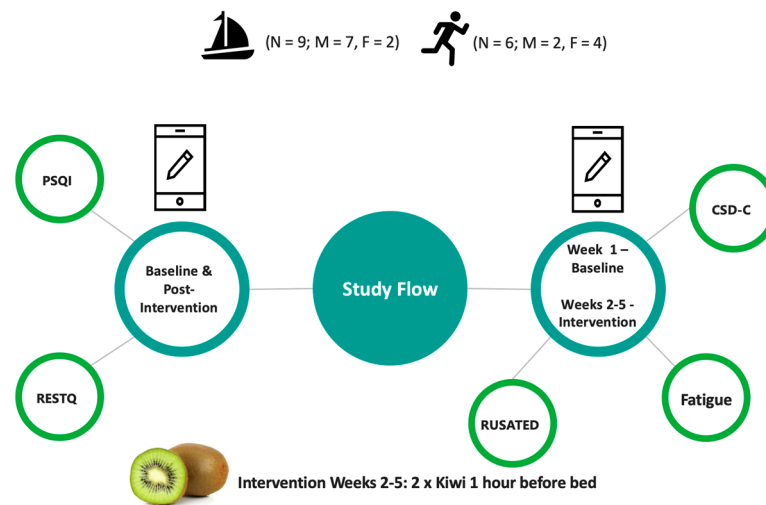 (N = 9; M = 7, F = 2)
(N = 6; M = 2, F = 4)
PSQI
CSD-C
Baseline &
Post-
Intervention
Study Flow
Week 1 –
Baseline
Weeks 2-5 -
Intervention
RESTQ
RUSATED
Fatigue
Intervention Weeks 2-5: 2 x Kiwi 1 hour before bed